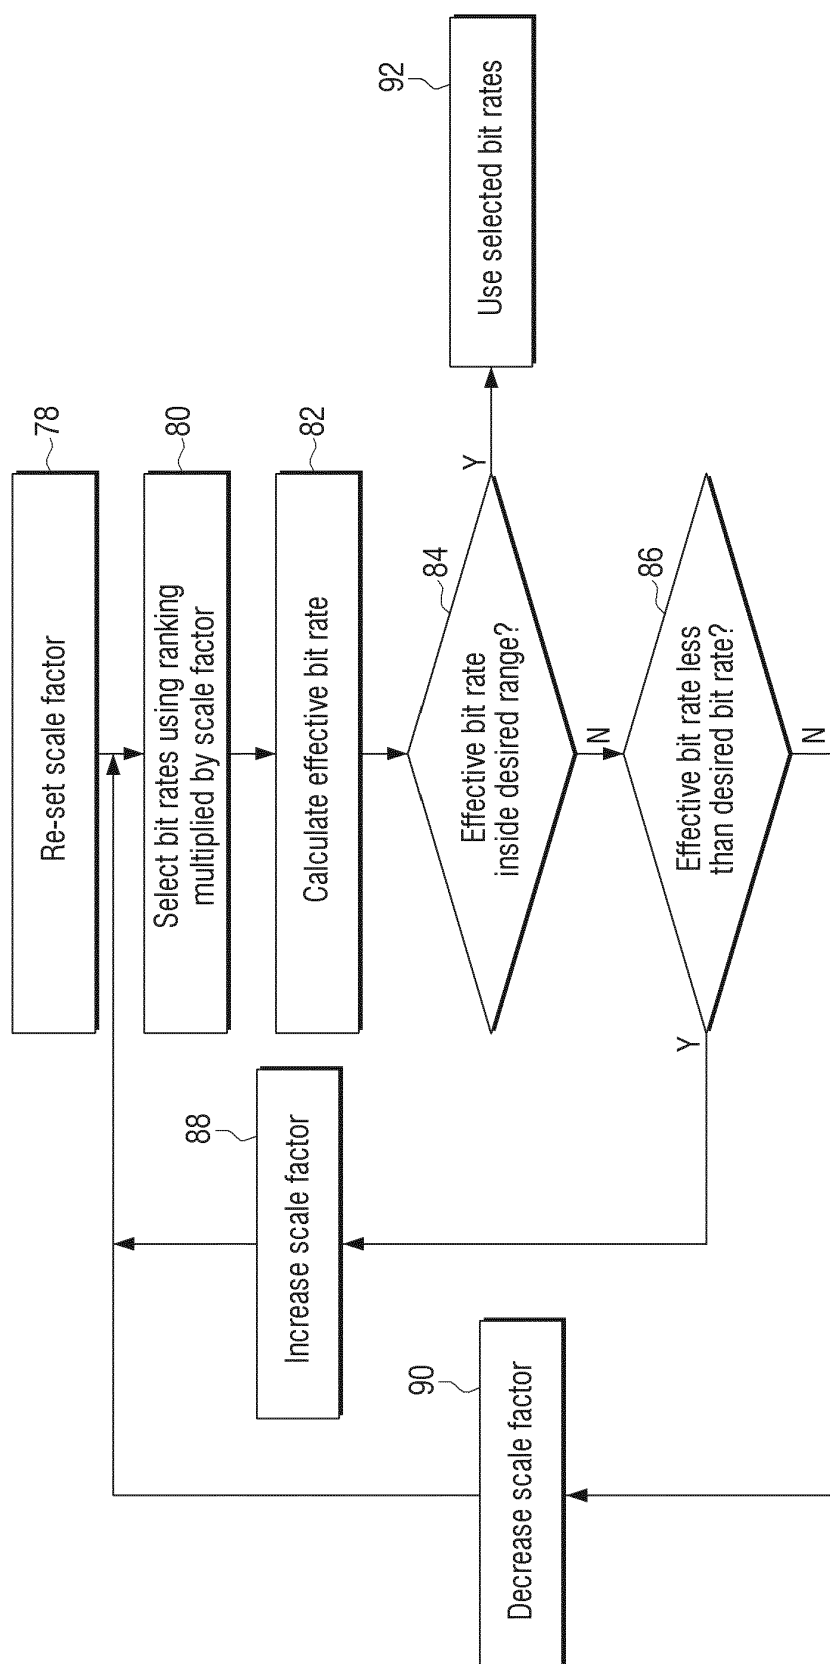 78
Re-set scale factor
80
Select bit rates using ranking
multiplied by scale factor
82
Calculate effective bit rate
84
Effective bit rate
inside desired range?
Y
N
92
Use selected bit rates
86
Effective bit rate less
than desired bit rate?
Y
N
88
Increase scale factor
90
Decrease scale factor